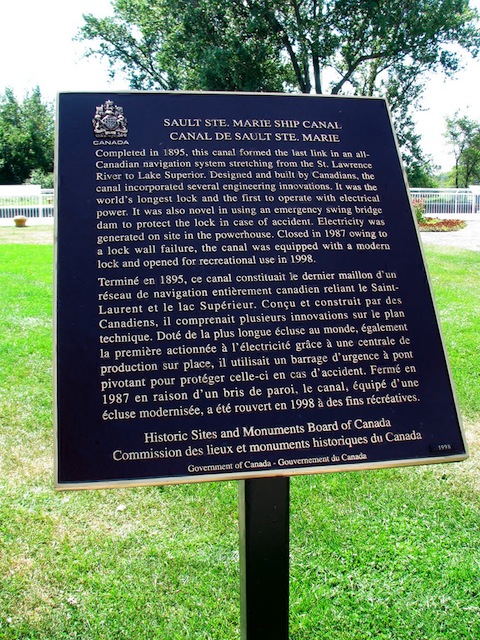 CANADA
SAULT STE. MARIE SHIP CANAL
CANAL DE SAULT STE. MARIE
Completed in 1895, this canal formed the last link in an all-
Canadian navigation system stretching from the St. Lawrence
River to Lake Superior. Designed and built by Canadians, the
canal incorporated several engineering innovations. It was the
world's longest lock and the first to operate with electrical
power. It was also novel in using an emergency swing bridge
dam to protect the lock in case of accident. Electricity was
generated on site in the powerhouse. Closed in 1987 owing to
a lock wall failure, the canal was equipped with a modern
lock and opened for recreational use in 1998.
Terminé en 1895, ce canal constituait le dernier maillon d'un
réseau de navigation entièrement canadien reliant le Saint-
Laurent et le lac Supérieur. Conçu et construit par des
Canadiens, il comprenait plusieurs innovations sur le plan
technique. Doté de la plus longue écluse au monde, également
la première actionnée à l'électricité grâce à une centrale de
production sur place, il utilisait un barrage d'urgence à pont
pivotant pour protéger celle-ci en cas d'accident. Fermé en
1987 en raison d'un bris de paroi, le canal, équipé d'une
écluse modernisée, a été rouvert en 1998 à des fins récréatives.
Historic Sites and Monuments Board of Canada
Commission des lieux et monuments historiques du Canada
Government of Canada - Gouvernement du Canada
1998